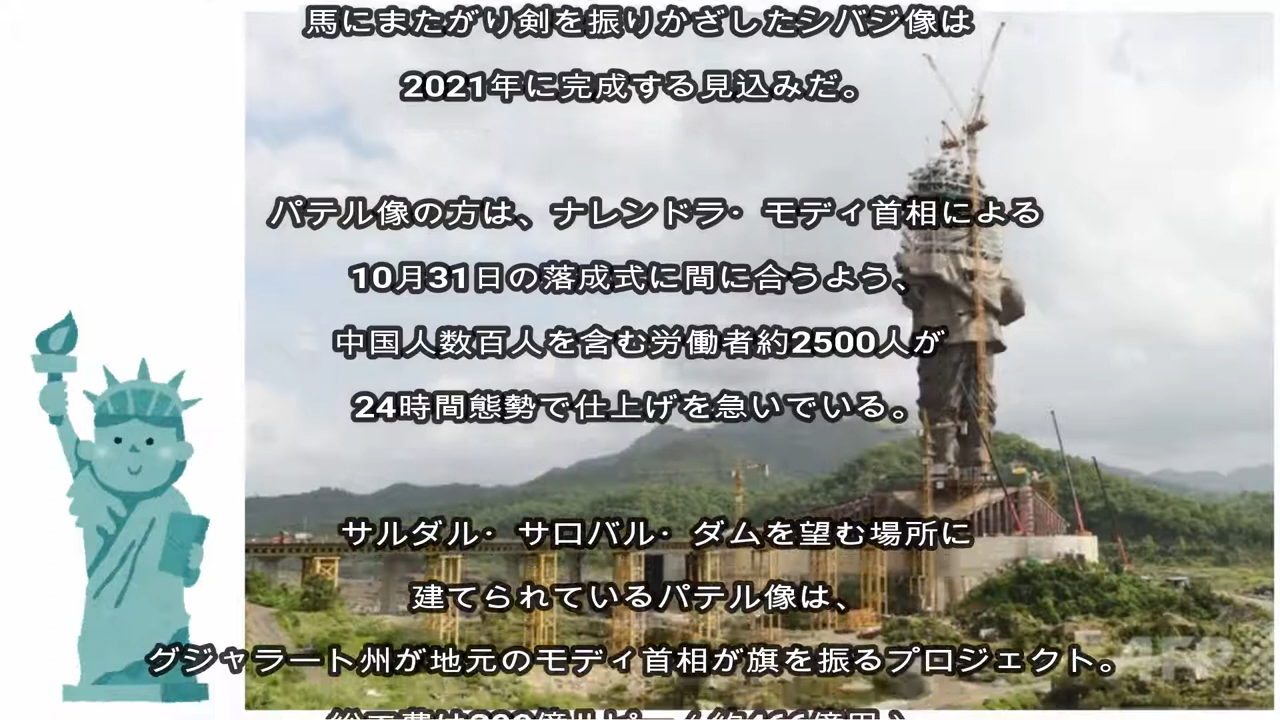 馬にまたがり剣を振りかざしたシバジ像は
2021年に完成する見込みだ。
パテル像の方は、ナレンドラ・モディ首相による
10月31日の落成式に間に合うよう、
中国人数百人を含む労働者約2500人が
24時間態勢で仕上げを急いでいる。
サルダル・サロバル・ダムを望む場所に
建てられているパテル像は、
グジャラート州が地元のモディ首相が旗を振るプロジェクト。
AFP